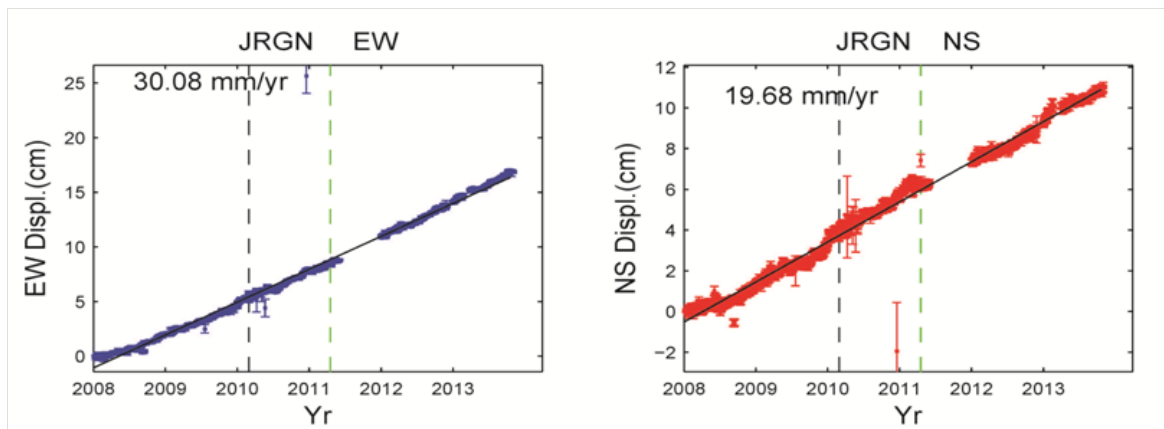 JRGN EW
30.08 mm/yr
EW Displ.(cm)
25
20
15
10
5
0
2008 2009 2010 2011 2012 2013
Yr
JRGN NS
19.68 mm/yr
NS Displ.(cm)
12
10
8
6
4
2
0
−2
2008 2009 2010 2011 2012 2013
Yr